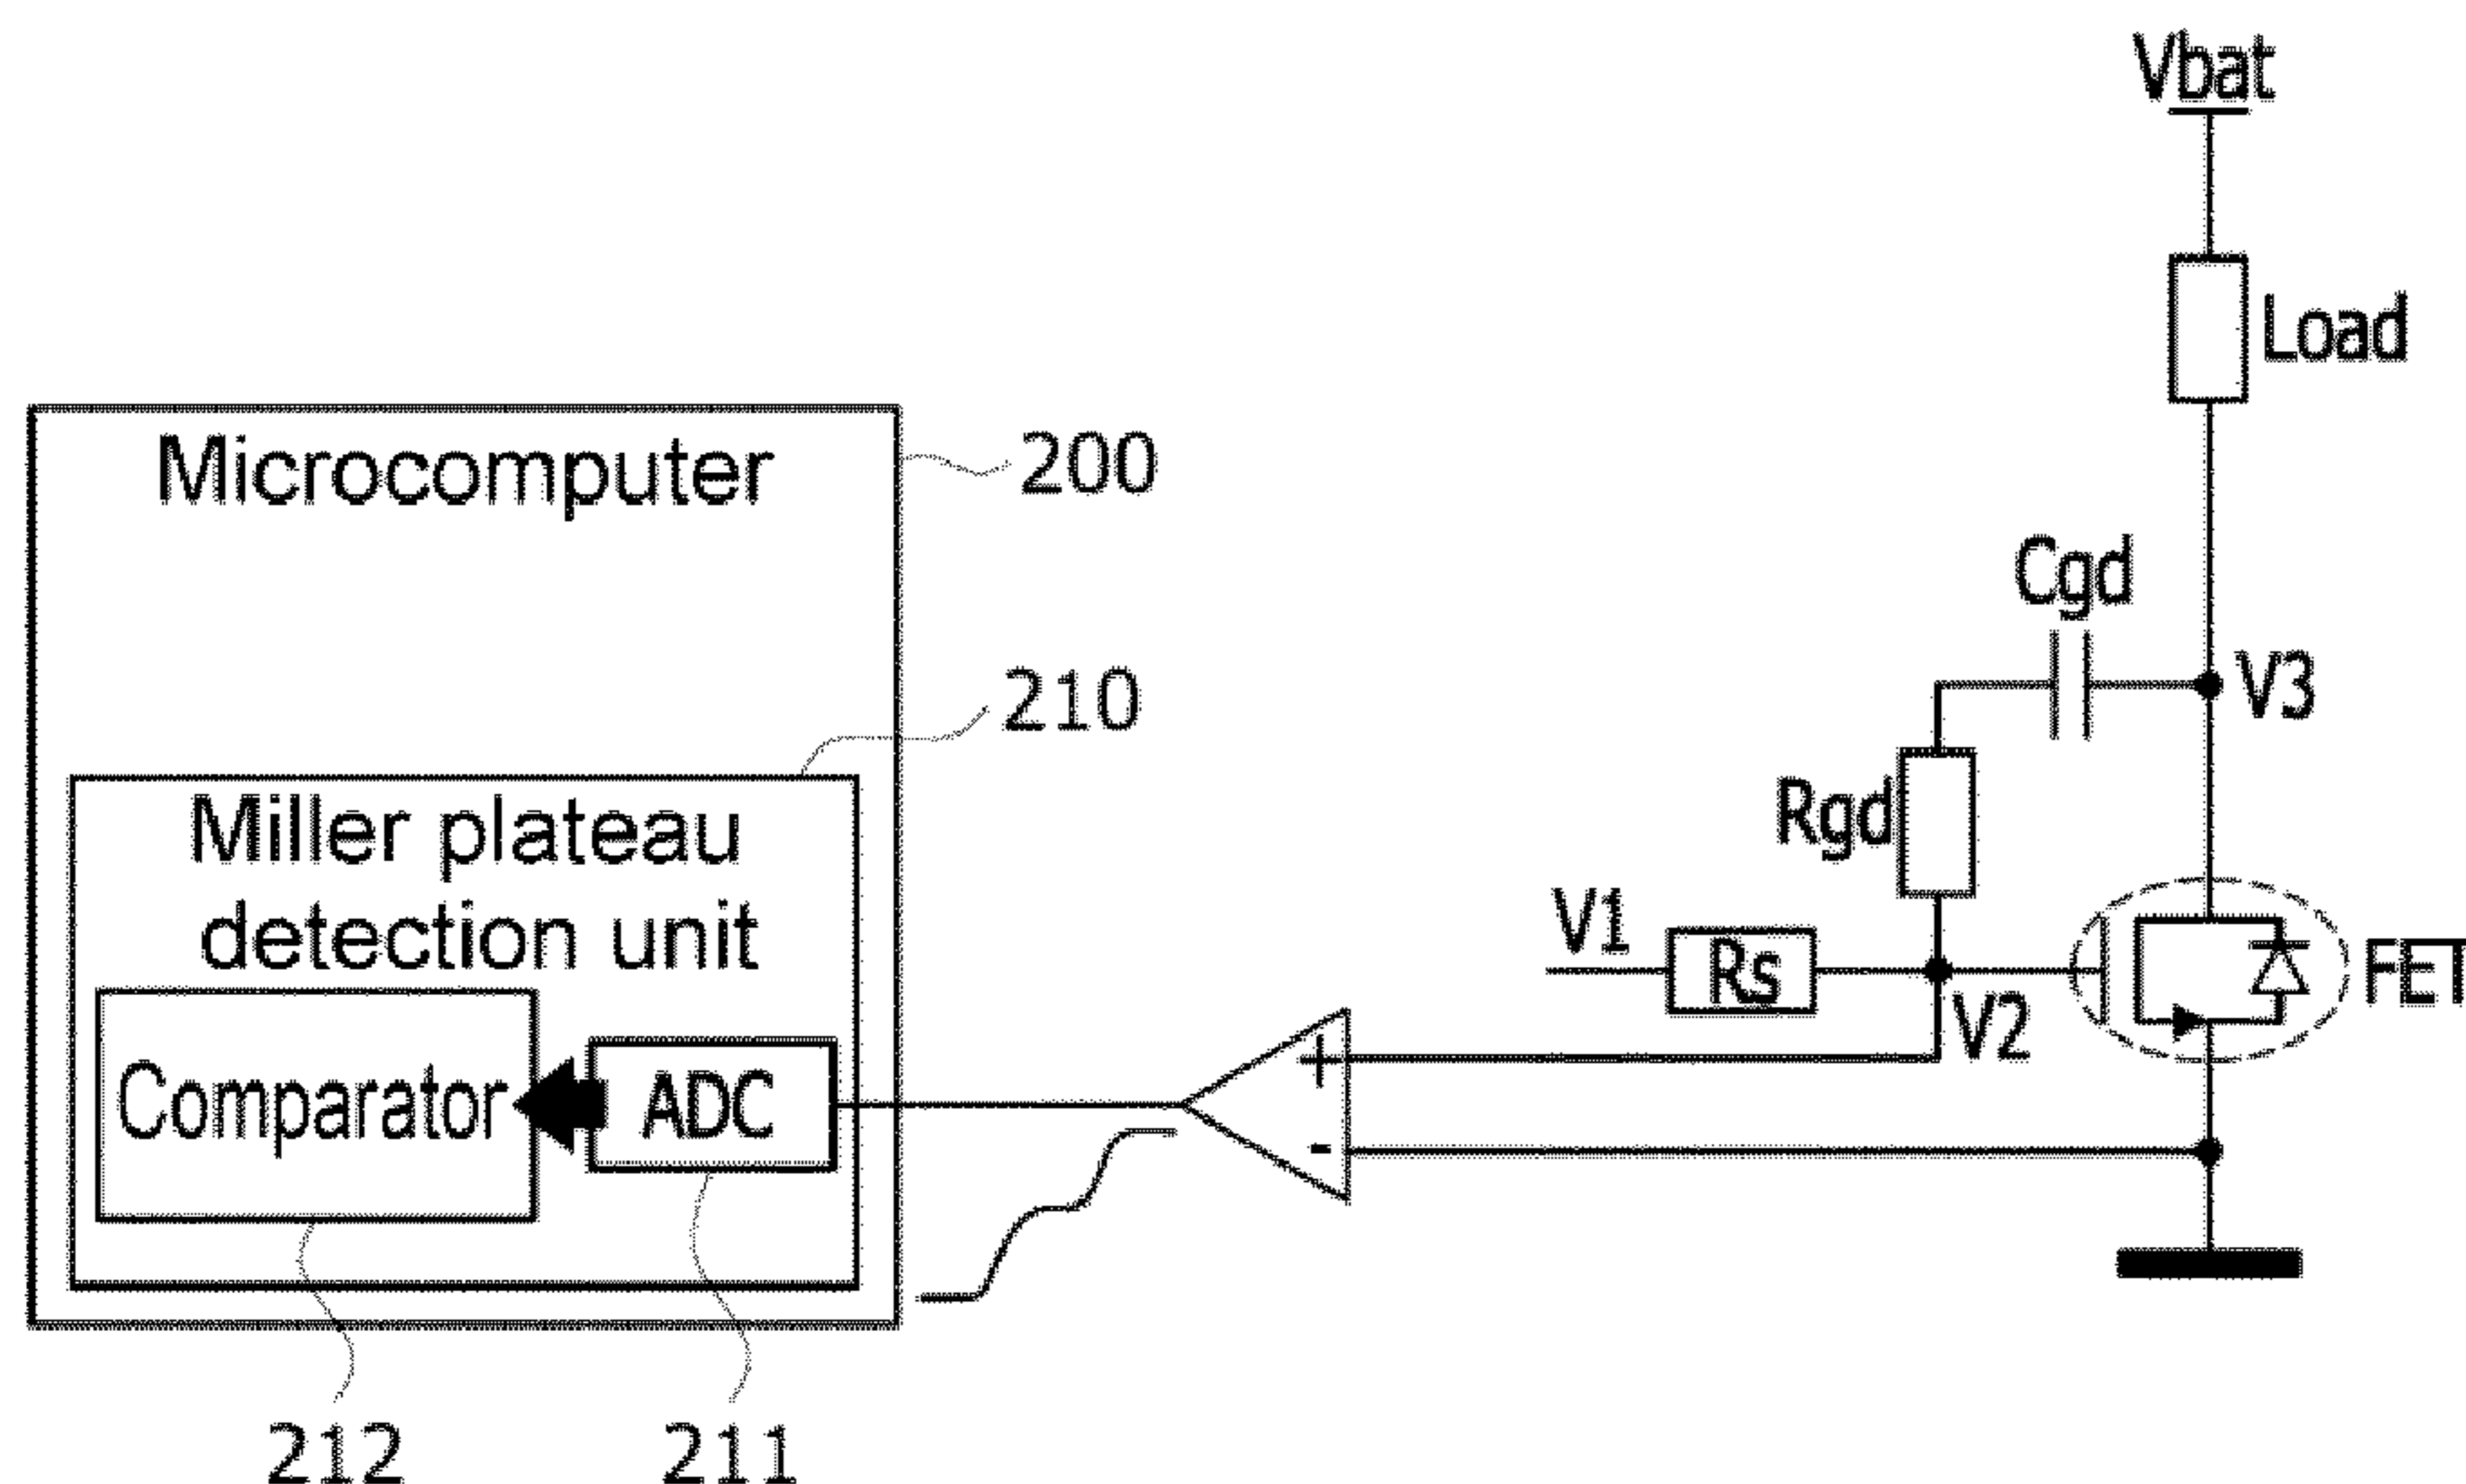 Vbat
Load
Microcomputer
200
Cgd
210
V3
Rgd
Miller plateau
detection unit
V1
Rs
FET
V2
Comparator
ADC
+
-
212
211